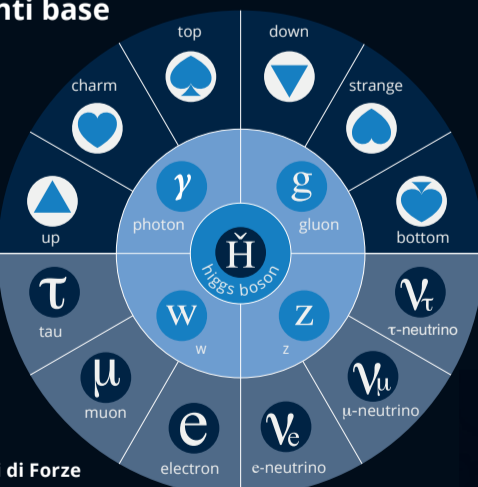 nti base
top
down
charm
strange
up
bottom
γ
photon
g
gluon
Ȟ
higgs boson
W
w
Z
z
τ
tau
ντ
τ-neutrino
μ
muon
νμ
μ-neutrino
e
electron
νe
e-neutrino
i di Forze